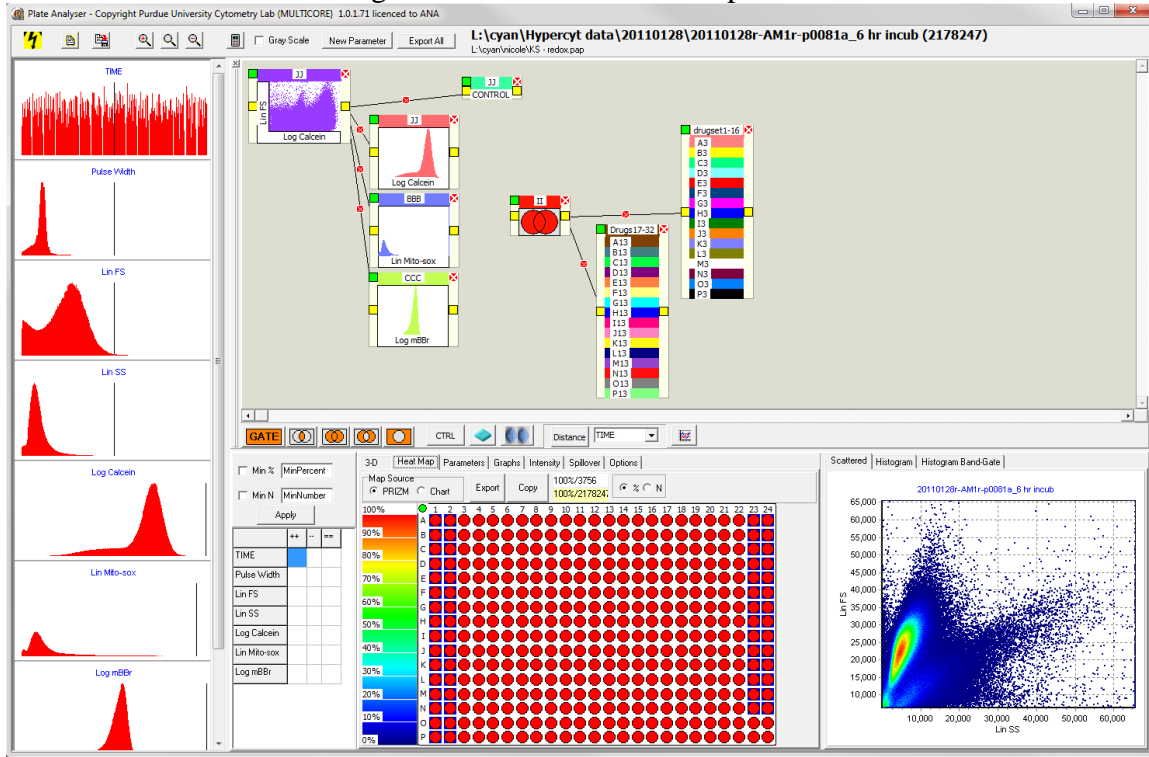 Plate Analyser - Copyright Purdue University Cytometry Lab (MULTICORE) 1.0.1.71 licenced to ANA
Gray Scale New Parameter Export All
L:\cyan\Hypercyt data\20110128\20110128r-AM1r-p0081a_6 hr incub (2178247)
L:\cyan\nicole\KS - redox.pap
TIME
Pulse Width
Lin FS
Lin SS
Log Calcein
Lin Mito-sox
Log mBBr
JJ
Lin FS
Log Calcein
JJ
CONTROL
JJ
Log Calcein
BBB
Lin Mito-sox
CCC
Log mBBr
II
Drugs17-32
A13
B13
C13
D13
E13
F13
G13
H13
I13
J13
K13
L13
M13
N13
O13
P13
drugset1-16
A3
B3
C3
D3
E3
F3
G3
H3
I3
J3
K3
L3
M3
N3
O3
P3
GATE CTRL Distance TIME
Min % MinPercent
Min N MinNumber
Apply
++ -- ==
TIME
Pulse Width
Lin FS
Lin SS
Log Calcein
Lin Mito-sox
Log mBBr
3-D Heat Map Parameters Graphs Intensity Spillover Options
Map Source
PRIZM Chart Export Copy
100%/3756
100%/217824
% N
100%
90%
80%
70%
60%
50%
40%
30%
20%
10%
0%
1 2 3 4 5 6 7 8 9 10 11 12 13 14 15 16 17 18 19 20 21 22 23 24
A
B
C
D
E
F
G
H
I
J
K
L
M
N
O
P
Scattered Histogram Histogram Band-Gate
20110128r-AM1r-p0081a_6 hr incub
65,000
60,000
55,000
50,000
45,000
40,000
35,000
30,000
25,000
20,000
15,000
10,000
Lin FS
10,000 20,000 30,000 40,000 50,000 60,000
Lin SS